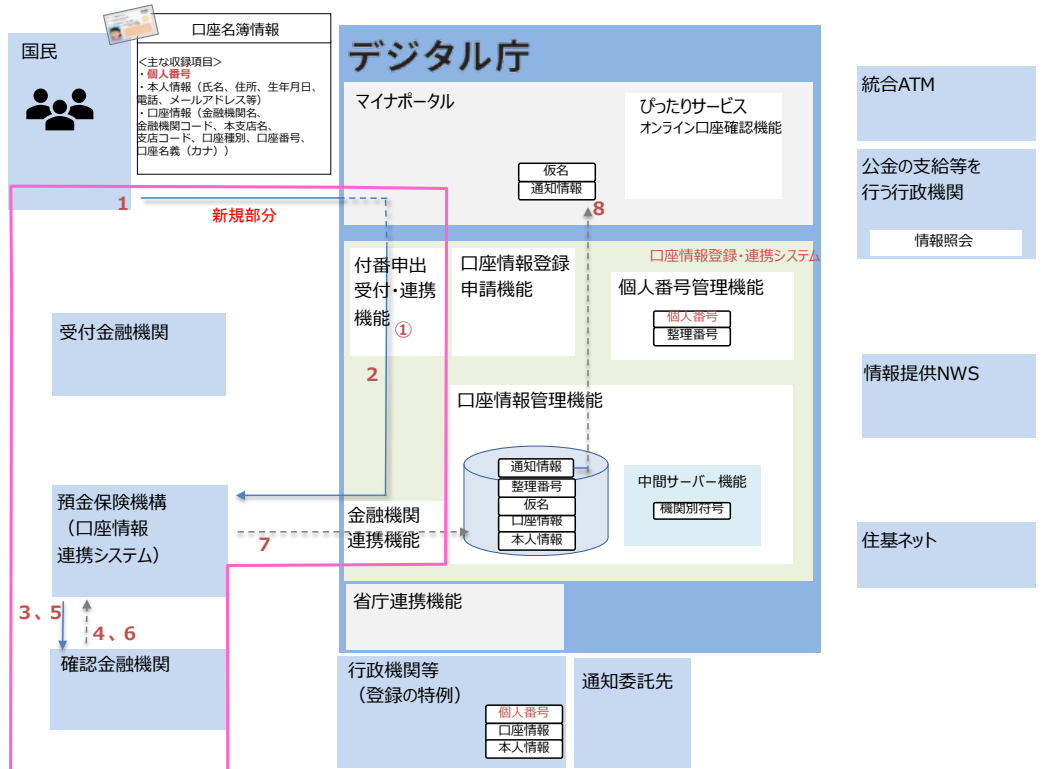 国民
口座名簿情報
<主な収録項目>
・個人番号
・本人情報（氏名、住所、生年月日、
電話、メールアドレス等）
・口座情報（金融機関名、
金融機関コード、本支店名、
支店コード、口座種別、口座番号、
口座名義（カナ））
デジタル庁
マイナポータル
ぴったりサービス
オンライン口座確認機能
仮名
通知情報
統合ATM
公金の支給等を
行う行政機関
情報照会
1
新規部分
8
付番申出
受付・連携
機能
①
2
口座情報登録
申請機能
口座情報登録・連携システム
個人番号管理機能
個人番号
整理番号
受付金融機関
情報提供NWS
口座情報管理機能
通知情報
整理番号
仮名
口座情報
本人情報
中間サーバー機能
機関別符号
預金保険機構
（口座情報
連携システム）
7
金融機関
連携機能
住基ネット
3、5
4、6
省庁連携機能
確認金融機関
行政機関等
（登録の特例）
個人番号
口座情報
本人情報
通知委託先